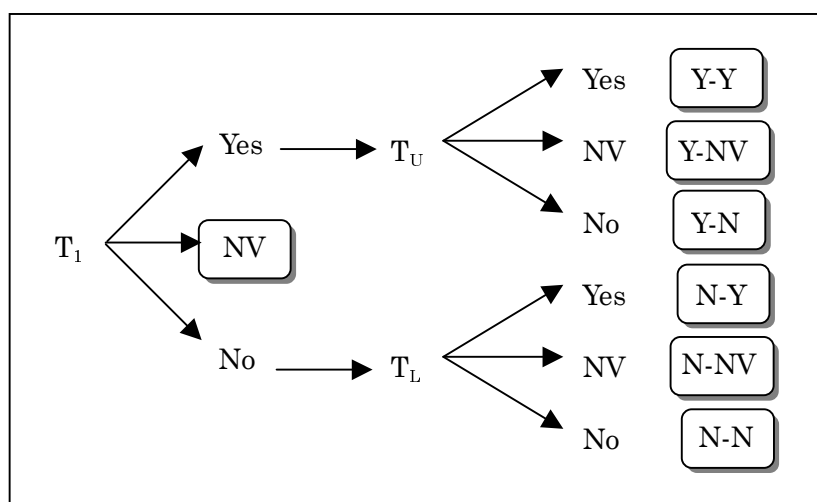 Yes Y-Y
Yes T_U NV Y-NV
No Y-N
T_1 NV
Yes N-Y
No T_L NV N-NV
No N-N